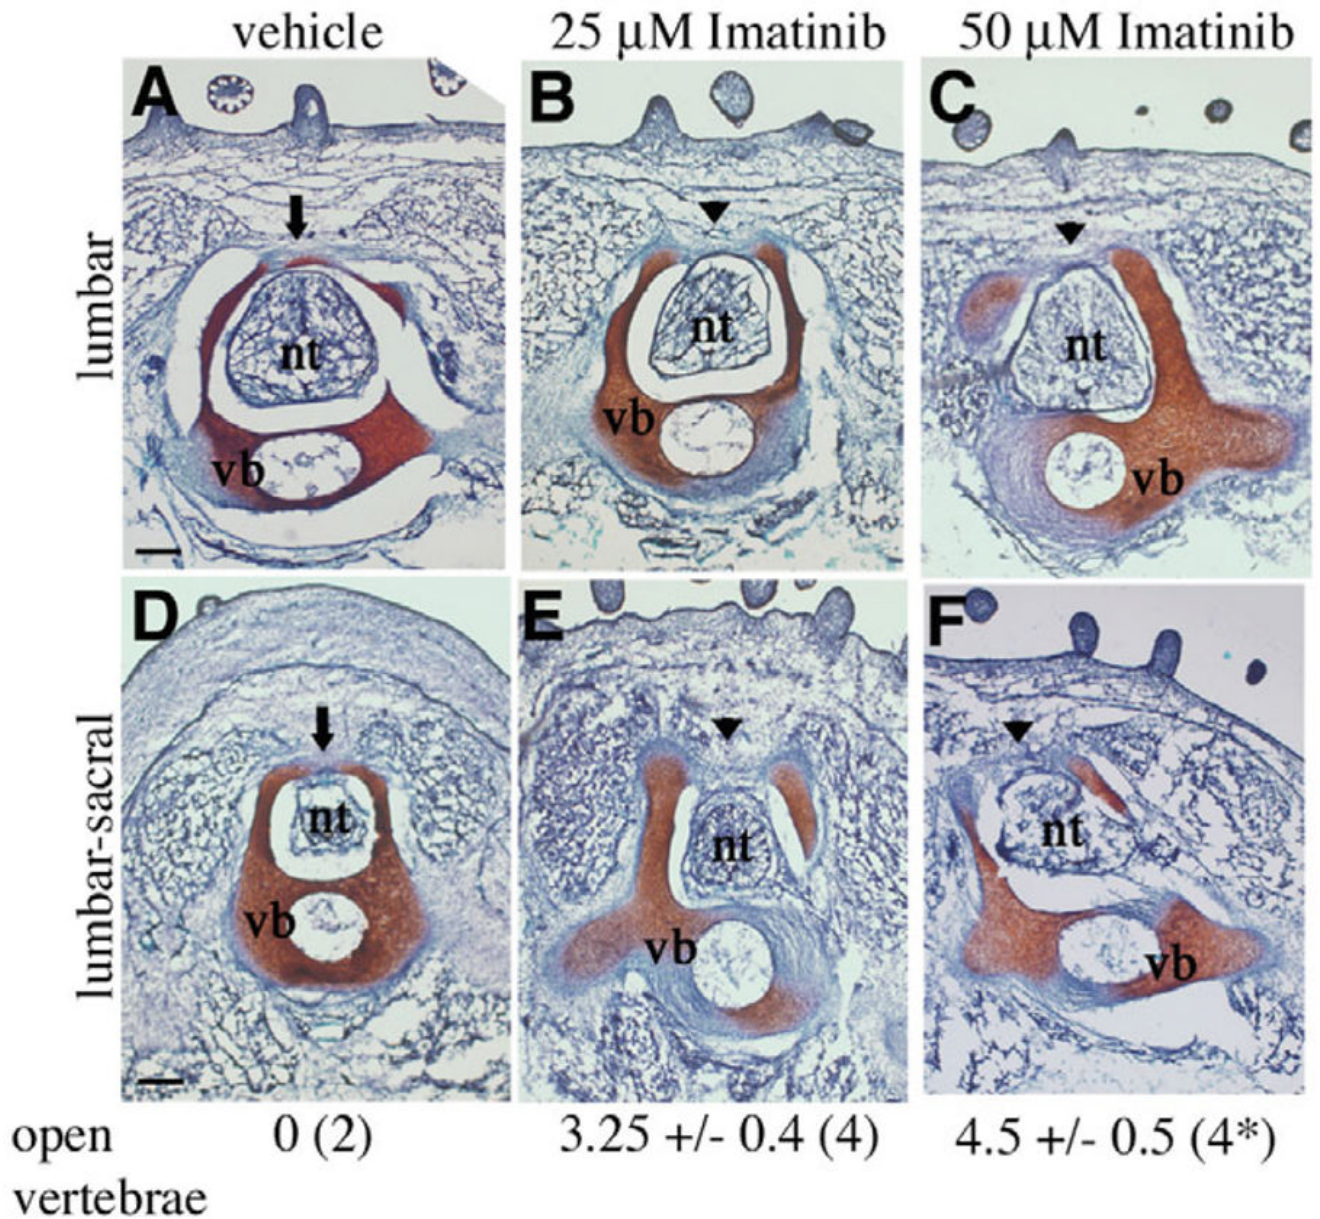 vehicle
25 µM Imatinib
50 µM Imatinib
lumbar
A
B
C
nt
nt
nt
vb
vb
vb
lumbar-sacral
D
E
F
nt
nt
nt
vb
vb
vb
open
vertebrae
0 (2)
3.25 +/- 0.4 (4)
4.5 +/- 0.5 (4*)